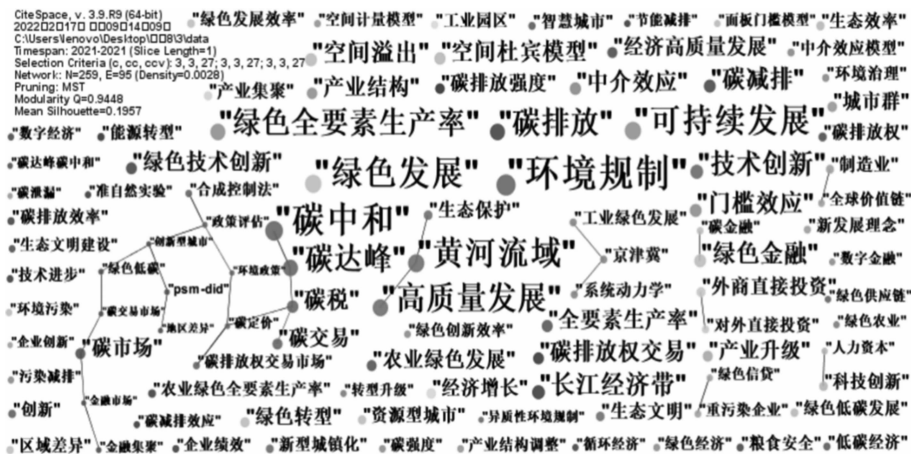 CiteSpace, v. 3.9.R9 (64-bit)
2022 2 17 09 14 09
C:\Users\lenovo\Desktop\ 8\3\data
Timespan: 2021-2021 (Slice Length=1)
Selection Criteria (c, cc, ccv): 3, 3, 27; 3, 3, 27; 3, 3, 27
Network: N=259, E=95 (Density=0.0028)
Pruning: MST
Modularity Q=0.9448
Mean Silhouette=0.1957
"绿色发展效率" "空间计量模型" "工业园区" "智慧城市" "节能减排" "面板门槛模型" "生态效率"
"空间溢出" "空间杜宾模型" "经济高质量发展" "中介效应模型"
"产业集聚" "产业结构" "碳排放强度" "中介效应" "碳减排" "环境治理"
"城市群"
"数字经济" "能源转型" "绿色全要素生产率" "碳排放" "可持续发展" "碳排放权"
"碳达峰碳中和" "绿色技术创新" "绿色发展" "环境规制" "技术创新" "制造业"
"碳泄漏" "准自然实验" "合成控制法" "门槛效应" "全球价值链"
"碳排放效率" "政策评估" "碳中和" "生态保护" "工业绿色发展" "碳金融" "新发展理念"
"生态文明建设" "创新型城市" "碳达峰" "黄河流域" "京津冀" "绿色金融" "数字金融"
"技术进步" "绿色低碳" "环境政策"
"psm-did" "碳税" "高质量发展" "系统动力学" "外商直接投资" "绿色供应链"
"环境污染" "碳交易市场" "地区差异" "碳定价" "碳交易" "绿色创新效率" "全要素生产率" "对外直接投资" "绿色农业"
"企业创新" "碳市场" "碳排放权交易市场" "农业绿色发展" "碳排放权交易" "产业升级" "人力资本"
"污染减排" "农业绿色全要素生产率" "转型升级" "经济增长" "长江经济带" "绿色信贷" "科技创新"
"创新" "金融市场" "碳减排效应" "绿色转型" "资源型城市" "异质性环境规制" "生态文明" "重污染企业" "绿色低碳发展"
"区域差异" "金融集聚" "企业绩效" "新型城镇化" "碳强度" "产业结构调整" "循环经济" "绿色经济" "粮食安全" "低碳经济"